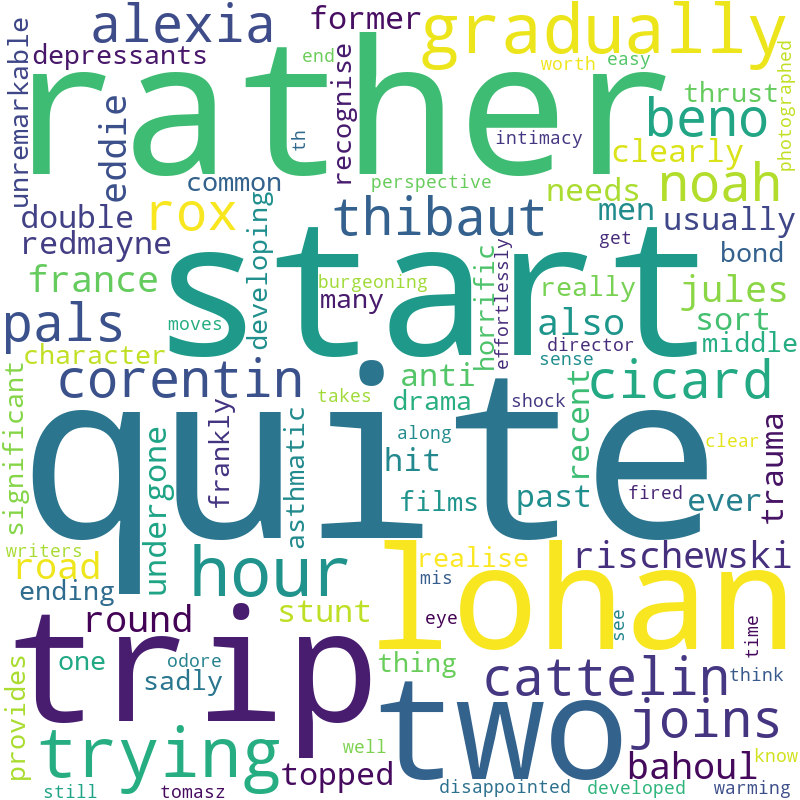 alexia
former
gradually
depressants
end
worth
easy
unremarkable
rather
recognise
photographed
thrust
eddie
th
intimacy
beno
clearly
common
perspective
noah
needs
double
rox
thibaut
men
usually
redmayne
developing
get
bond
france
start
horrific
effortlessly
burgeoning
many
really
jules
pals
moves
also
sort
character
director
middle
sense
corentin
anti
cicard
significant
takes
drama
shock
frankly
asthmatic
quite
recent
along
clear
trauma
undergone
hit
films
past
fired
ever
writers
road
hour
realise
rischewski
ending
mis
lohan
round
stunt
eye
see
time
trip
one
odore
thing
cattelin
think
provides
sadly
two
joins
trying
well
topped
bahoul
know
still
tomasz
disappointed
developed
warming